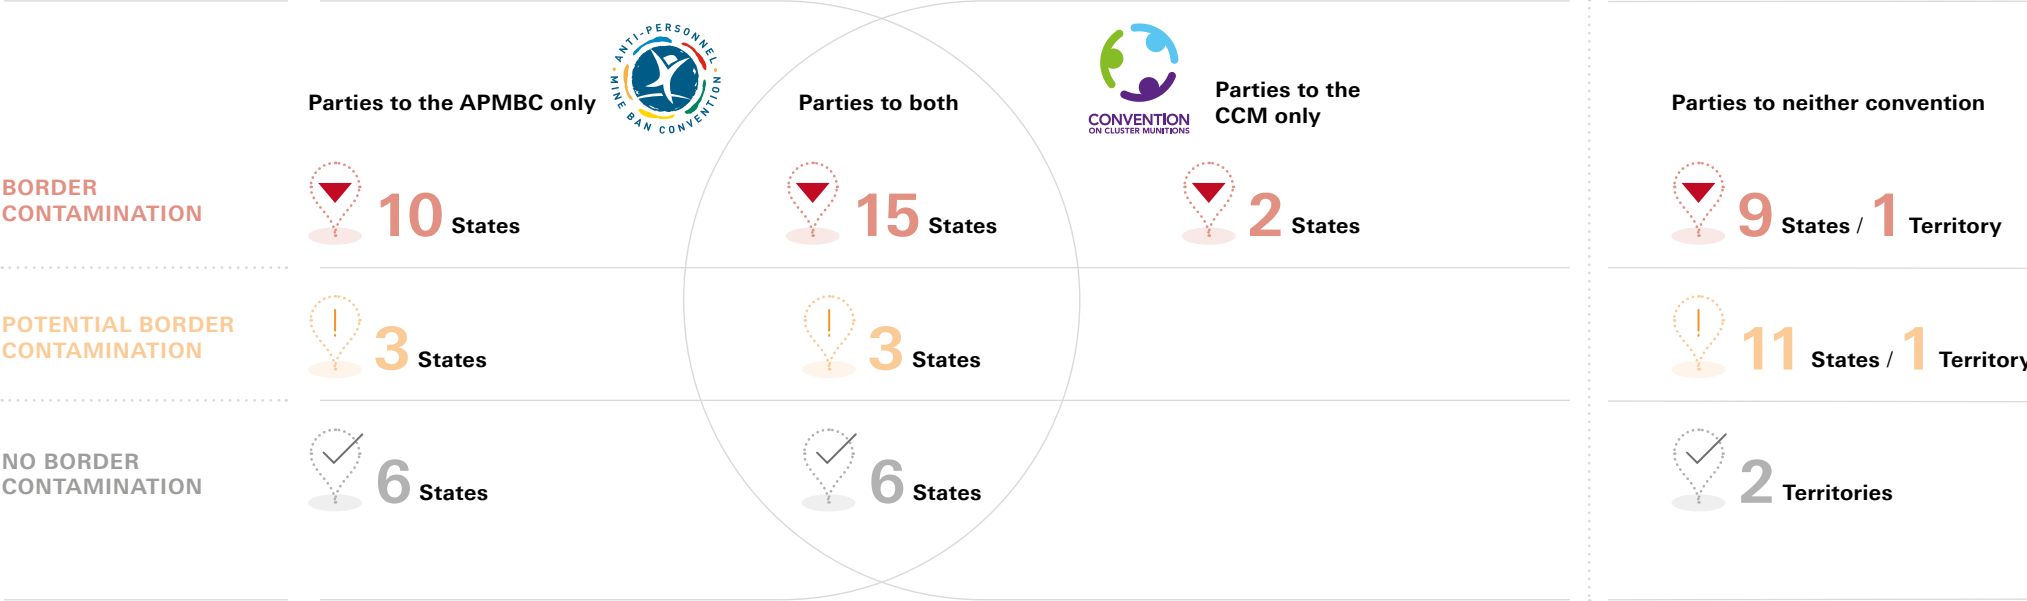 ANTI-PERSONNEL
MINE BAN CONVENTION
Parties to the APMBC only
Parties to both
CONVENTION
ON CLUSTER MUNITIONS
Parties to the
CCM only
Parties to neither convention
BORDER
CONTAMINATION
10 States
15 States
2 States
9 States / 1 Territory
POTENTIAL BORDER
CONTAMINATION
! 3 States
! 3 States
! 11 States / 1 Territory
NO BORDER
CONTAMINATION
6 States
6 States
2 Territories